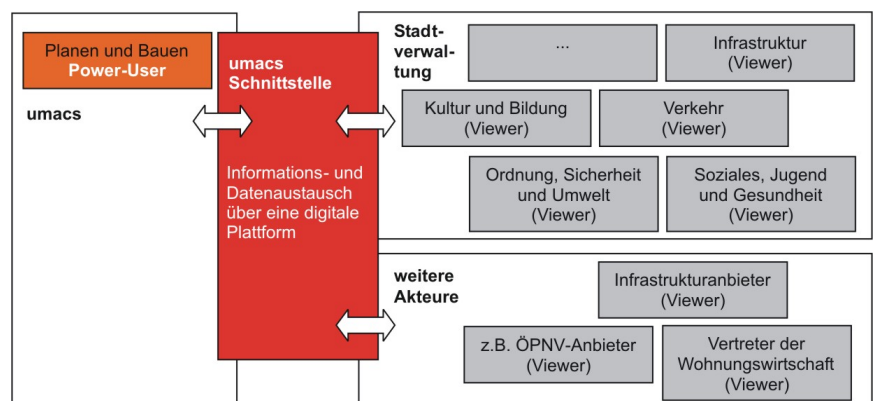 Planen und Bauen
Power-User
umacs
umacs
Schnittstelle
Informations- und
Datenaustausch
über eine digitale
Plattform
Stadt-
verwal-
tung
...
Infrastruktur
(Viewer)
Kultur und Bildung
(Viewer)
Verkehr
(Viewer)
Ordnung, Sicherheit
und Umwelt
(Viewer)
Soziales, Jugend
und Gesundheit
(Viewer)
weitere
Akteure
Infrastrukturanbieter
(Viewer)
z.B. ÖPNV-Anbieter
(Viewer)
Vertreter der
Wohnungswirtschaft
(Viewer)